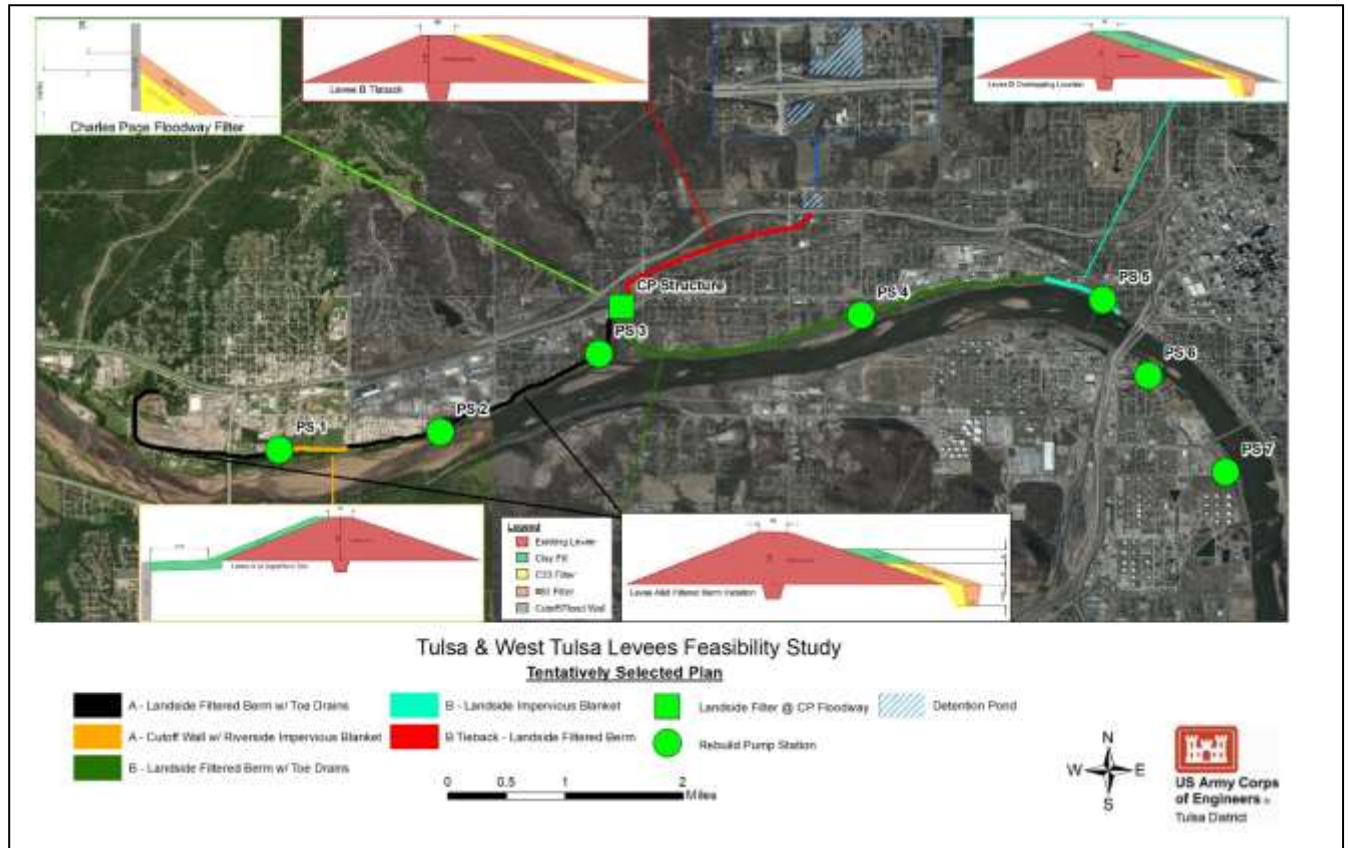 Charles Page Floodway Filter
Levee B Tieback
Levee B Overtopping Location
CP Structure
PS 3
PS 4
PS 5
PS 6
PS 7
PS 1
PS 2
Legend
Existing Levee
Clay Fill
C33 Filter
Filter
Cutoff/Flood Wall
Levee
Filtered Berm
Tulsa & West Tulsa Levees Feasibility Study
Tentatively Selected Plan
A - Landside Filtered Berm w/ Toe Drains
A - Cutoff Wall w/ Riverside Impervious Blanket
B - Landside Filtered Berm w/ Toe Drains
B - Landside Impervious Blanket
B Tieback - Landside Filtered Berm
Landside Filter @ CP Floodway
Rebuild Pump Station
Detention Pond
0 0.5 1 2
Miles
N
W E
S
US Army Corps
of Engineers ®
Tulsa District